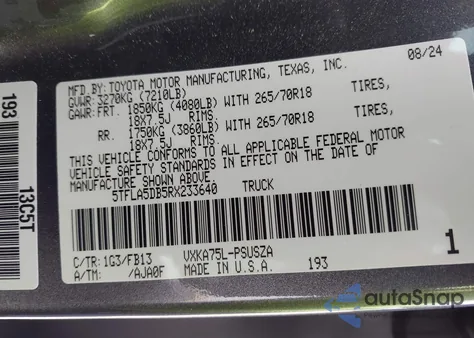 193
13C5T
MFD.BY: TOYOTA MOTOR MANUFACTURING, TEXAS, INC. 08/24
GVWR: 3270KG (7210LB)
GAWR: FRT. 1850KG (4080LB) WITH 265/70R18 TIRES,
18X7.5J RIMS.
RR. 1750KG (3860LB) WITH 265/70R18 TIRES,
18X7.5J RIMS.
THIS VEHICLE CONFORMS TO ALL APPLICABLE FEDERAL MOTOR
VEHICLE SAFETY STANDARDS IN EFFECT ON THE DATE OF
MANUFACTURE SHOWN ABOVE.
5TFLA5DB5RX233640 TRUCK
C/TR: 1G3/FB13 VXKA75L-PSUSZA
A/TM: /AJA0F MADE IN U.S.A. 193 1
autoSnap